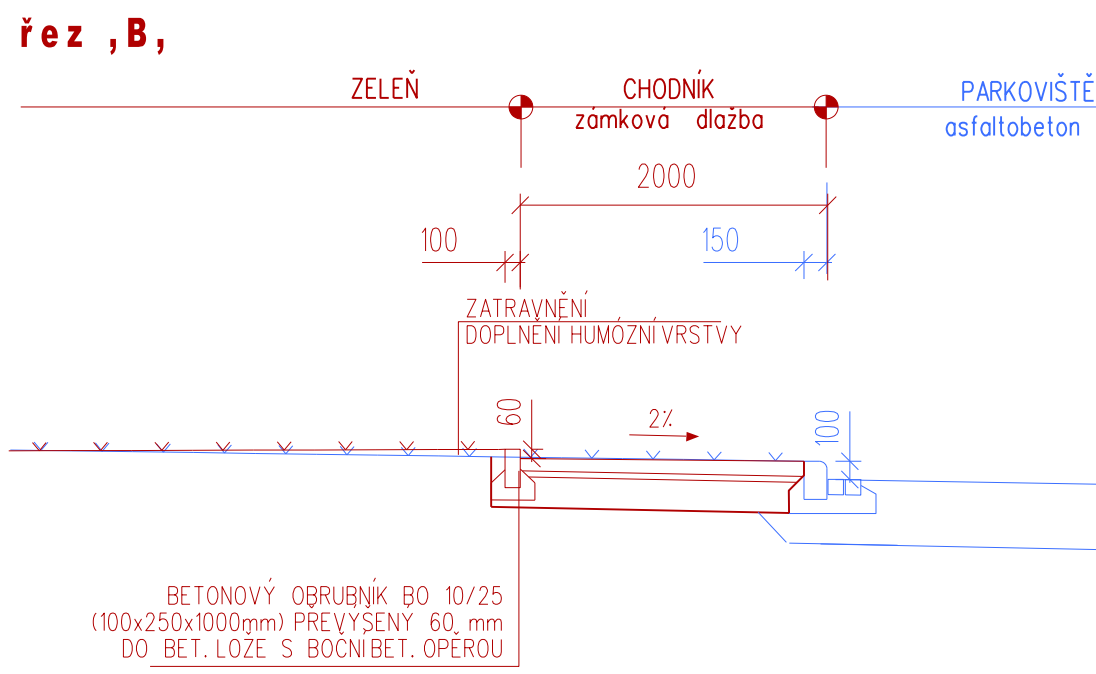 řez ,B,
ZELEŇ
CHODNÍK
zámková dlažba
PARKOVIŠTĚ
asfaltobeton
2000
100
150
ZATRAVNĚNÍ
DOPLNĚNÍ HUMÓZNÍ VRSTVY
60
2%
100
BETONOVÝ OBRUBNÍK BO 10/25
(100x250x1000mm) PŘEVÝŠENÝ 60 mm
DO BET. LOŽE S BOČNÍ BET. OPĚROU